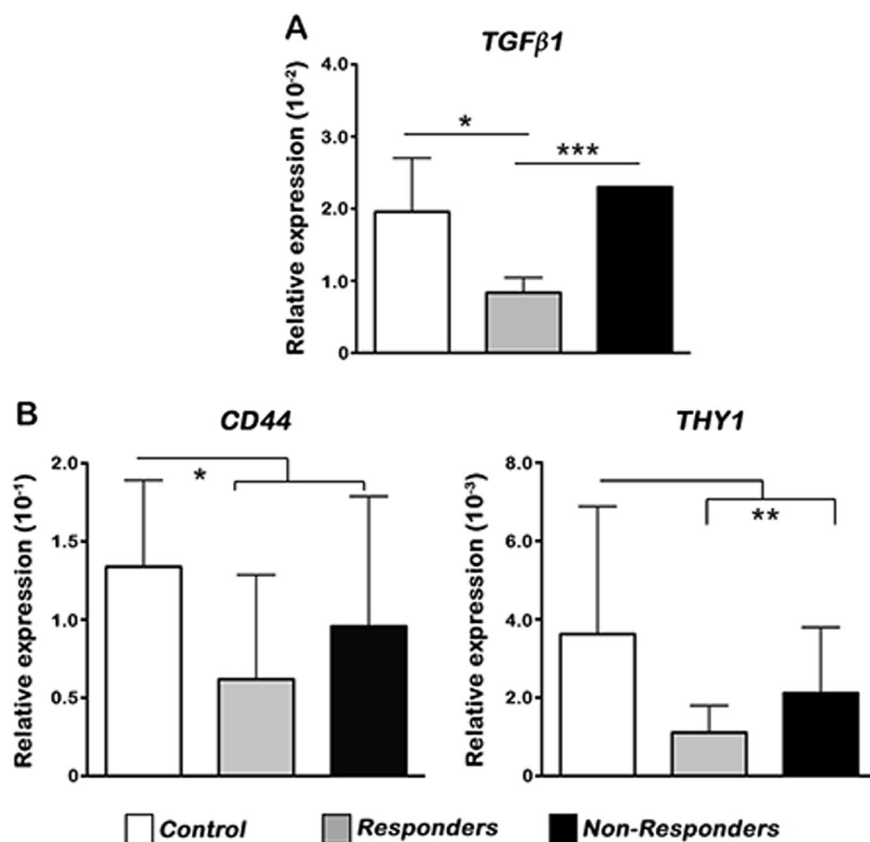 A
TGFβ1
Relative expression (10⁻²)
4.0
3.0
2.0
1.0
0
*
***
B
CD44
Relative expression (10⁻¹)
2.0
1.5
1.0
0.5
0
*
THY1
Relative expression (10⁻³)
8.0
6.0
4.0
2.0
0
**
Control Responders Non-Responders